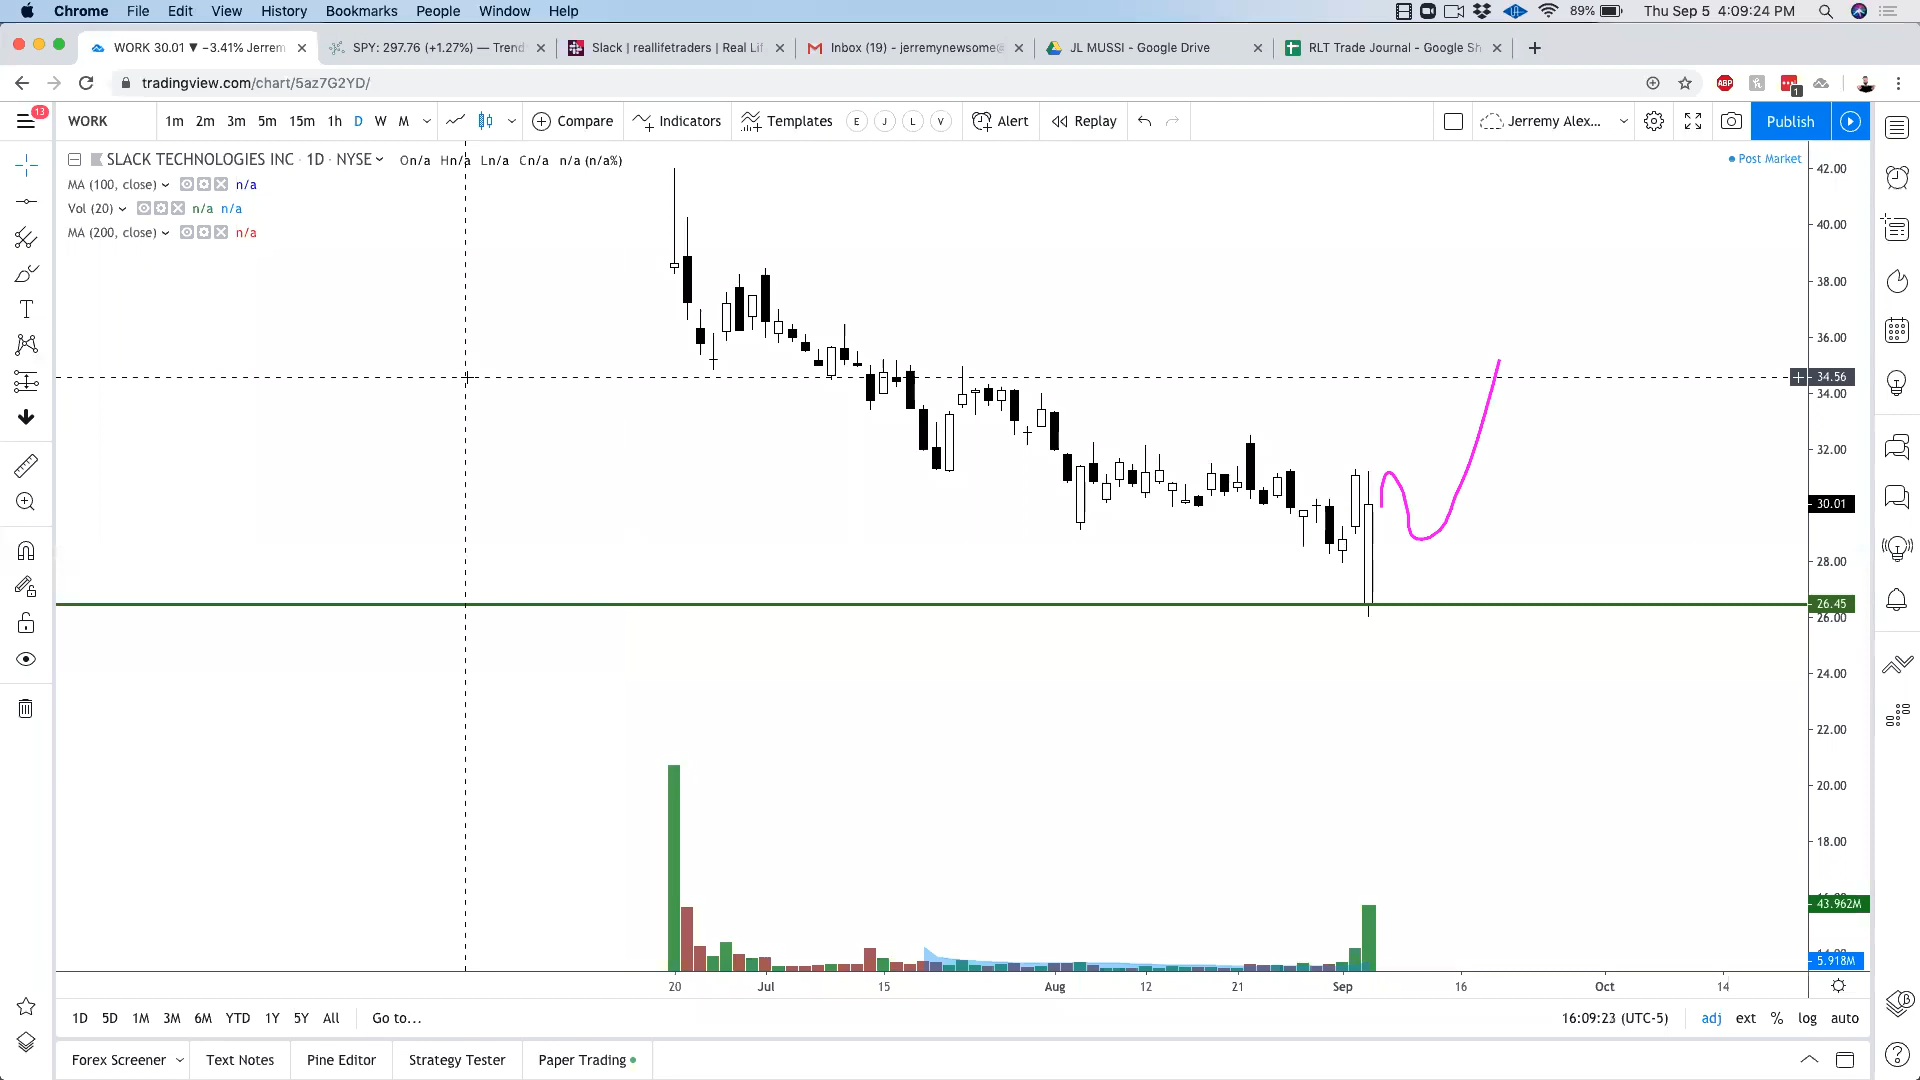 Chrome File Edit View History Bookmarks People Window Help 89% Thu Sep 5 4:09:24 PM
WORK 30.01 ▼ −3.41% Jerrem SPY: 297.76 (+1.27%) — Trend Slack | reallifetraders | Real Lif Inbox (19) - jerremynewsome@ JL MUSSI - Google Drive RLT Trade Journal - Google Sh
tradingview.com/chart/5az7G2YD/ ABP 1
13 WORK 1m 2m 3m 5m 15m 1h D W M Compare Indicators Templates E J L V Alert Replay Jerremy Alex... Publish
SLACK TECHNOLOGIES INC · 1D · NYSE On/a Hn/a Ln/a Cn/a n/a (n/a%) Post Market
MA (100, close) n/a
Vol (20) n/a n/a
MA (200, close) n/a
42.00
40.00
38.00
36.00
34.56
34.00
32.00
30.01
28.00
26.45
26.00
24.00
22.00
20.00
18.00
43.962M
5.918M
20 Jul 15 Aug 12 21 Sep 16 Oct 14
1D 5D 1M 3M 6M YTD 1Y 5Y All Go to... 16:09:23 (UTC-5) adj ext % log auto
Forex Screener Text Notes Pine Editor Strategy Tester Paper Trading